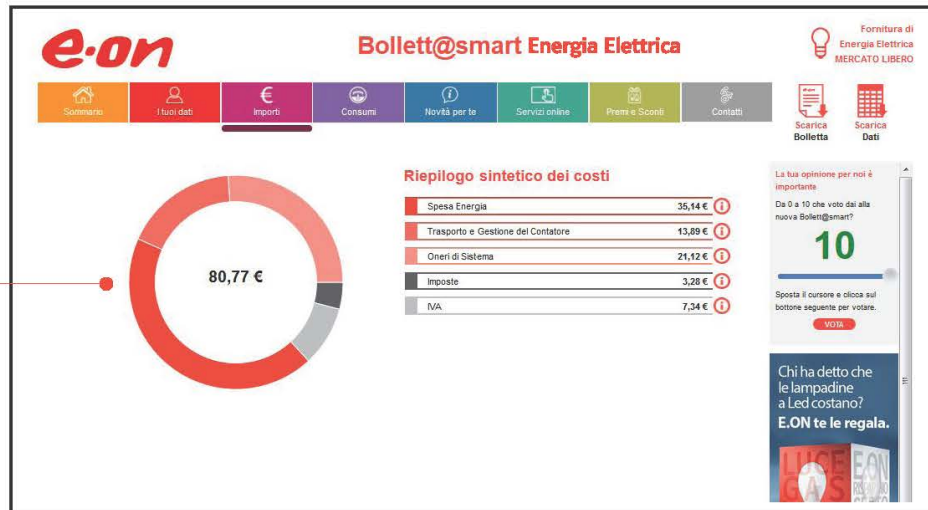 e·on
Bollett@smart Energia Elettrica
Fornitura di
Energia Elettrica
MERCATO LIBERO
Sommario
I tuoi dati
Importi
Consumi
Novità per te
Servizi online
Premi e Sconti
Contatti
Scarica
Bolletta
Scarica
Dati
80,77 €
Riepilogo sintetico dei costi
Spesa Energia 35,14 €
Trasporto e Gestione del Contatore 13,89 €
Oneri di Sistema 21,12 €
Imposte 3,28 €
IVA 7,34 €
La tua opinione per noi è
importante
Da 0 a 10 che voto dai alla
nuova Bollett@smart?
10
Sposta il cursore e clicca sul
bottone seguente per votare.
VOTA
Chi ha detto che
le lampadine
a Led costano?
E.ON te le regala.
LUCE
GAS
E.ON